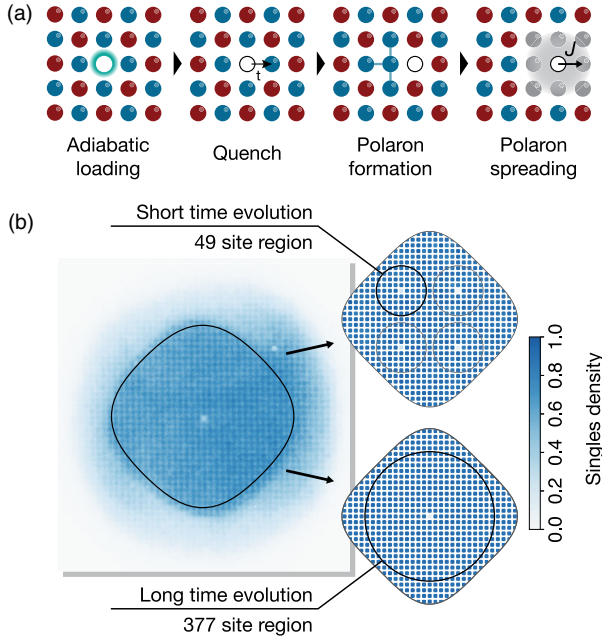 (a)
t
J
Adiabatic
loading
Quench
Polaron
formation
Polaron
spreading
(b)
Short time evolution
49 site region
1.0
0.8
0.6
0.4
0.2
0.0
Singles density
Long time evolution
377 site region